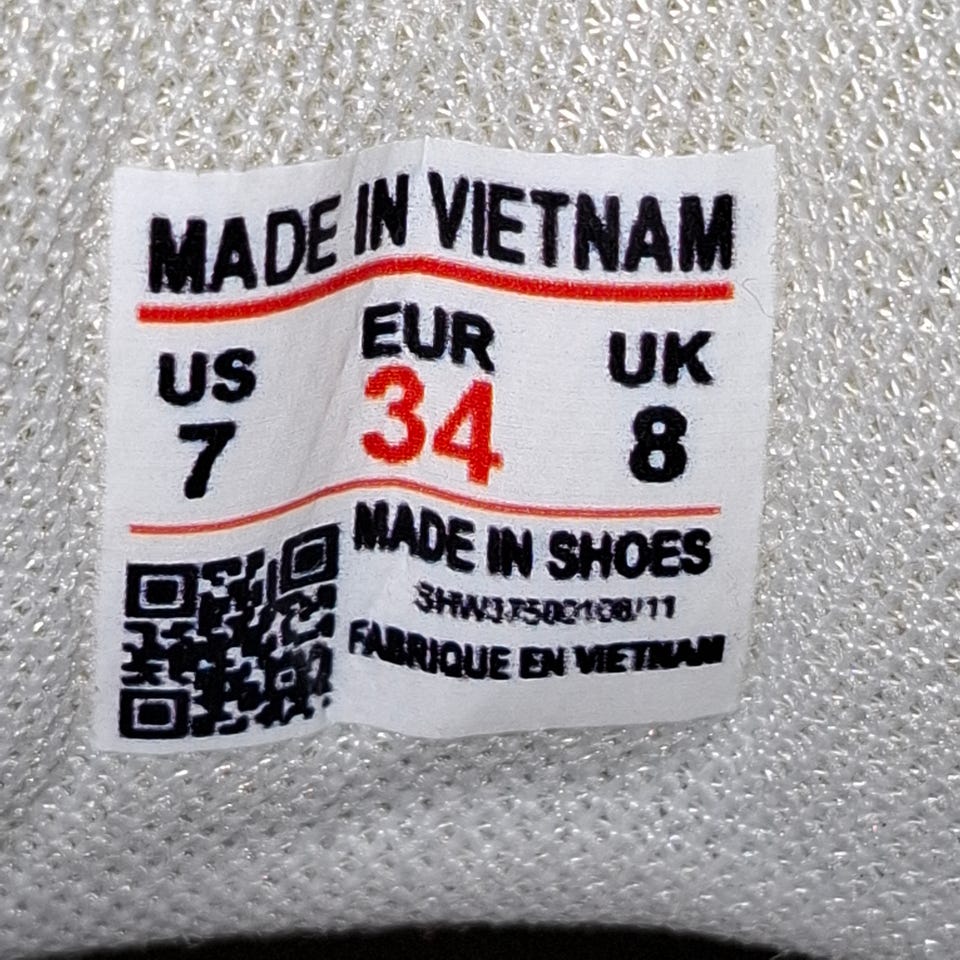 MADE IN VIETNAM
US EUR UK
7 34 8
MADE IN SHOES
FABRIQUE EN VIETNAM